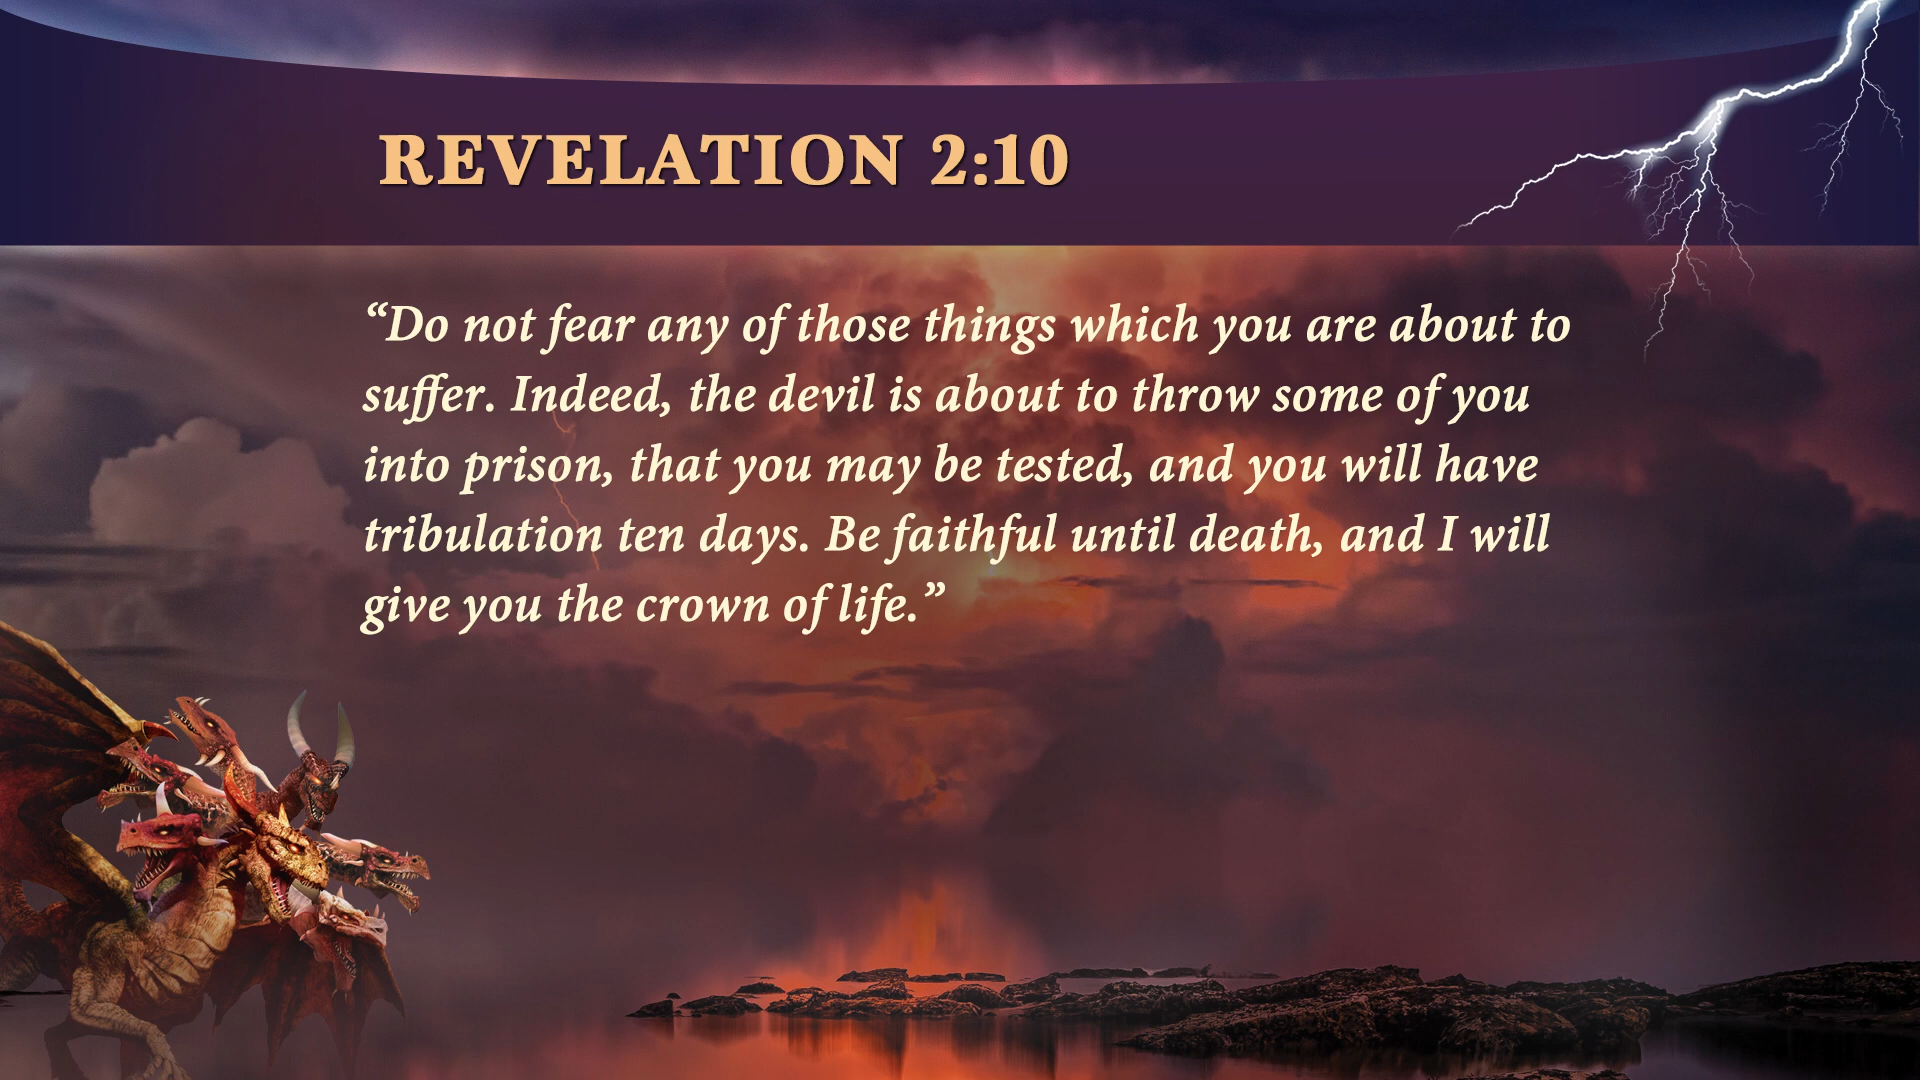 REVELATION 2:10
“Do not fear any of those things which you are about to
suffer. Indeed, the devil is about to throw some of you
into prison, that you may be tested, and you will have
tribulation ten days. Be faithful until death, and I will
give you the crown of life.”